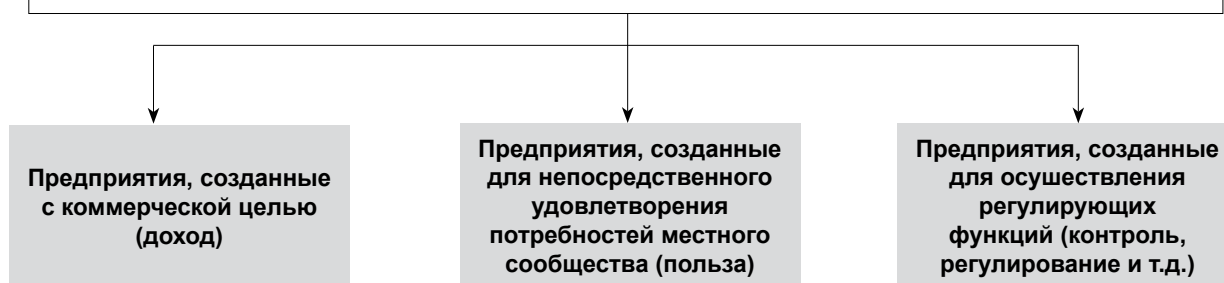 Предприятия, созданные
с коммерческой целью
(доход)
Предприятия, созданные
для непосредственного
удовлетворения
потребностей местного
сообщества (польза)
Предприятия, созданные
для осушествления
регулирующих
функций (контроль,
регулирование и т.д.)